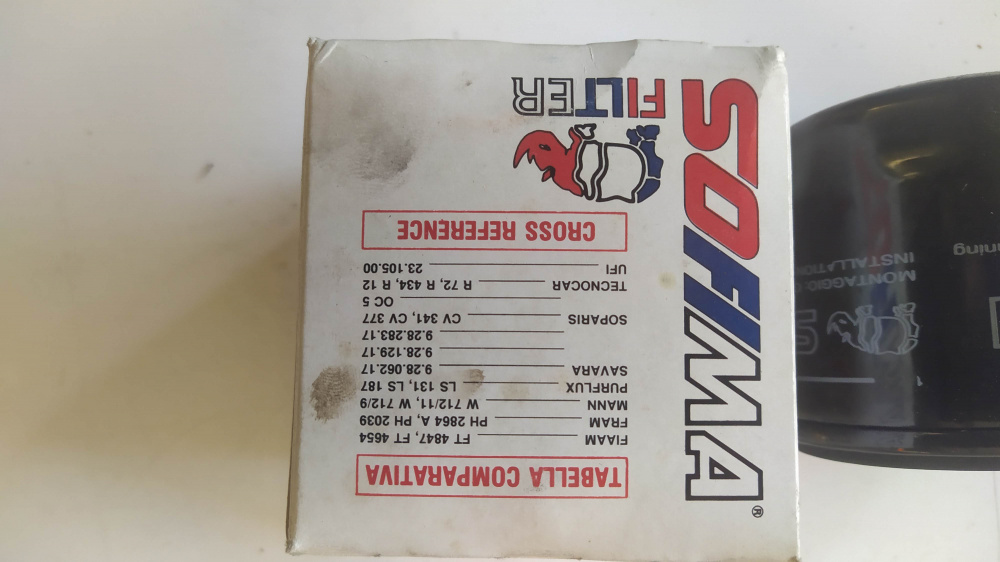 SOFIMA®
TABELLA COMPARATIVA
FIAAM FT 4847, FT 4654
FRAM PH 2864 A, PH 2039
MANN W 712/11, W 712/9
PURFLUX LS 131, LS 187
SAVARA 9.28.062.17
9.28.129.17
9.28.283.17
SOPARIS CV 341, CV 377
OC 5
TECNOCAR R 72, R 434, R 12
UFI 23.105.00
CROSS REFERENCE
FILTER
MONTAGGIO
INSTALLATION